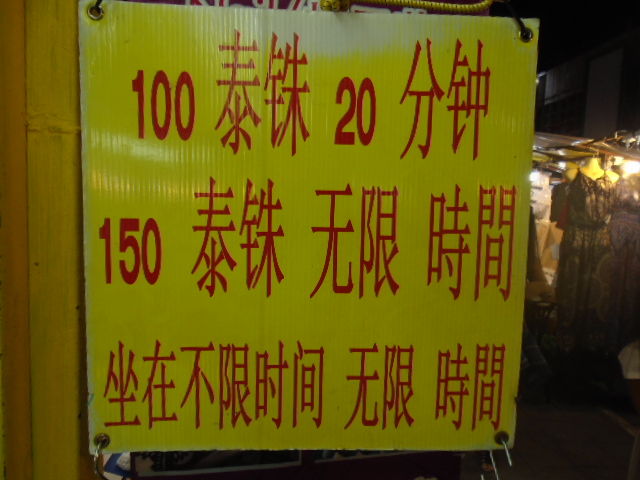 100 泰铢 20 分钟
150 泰铢 无限 時間
坐在不限时间 无限 時間